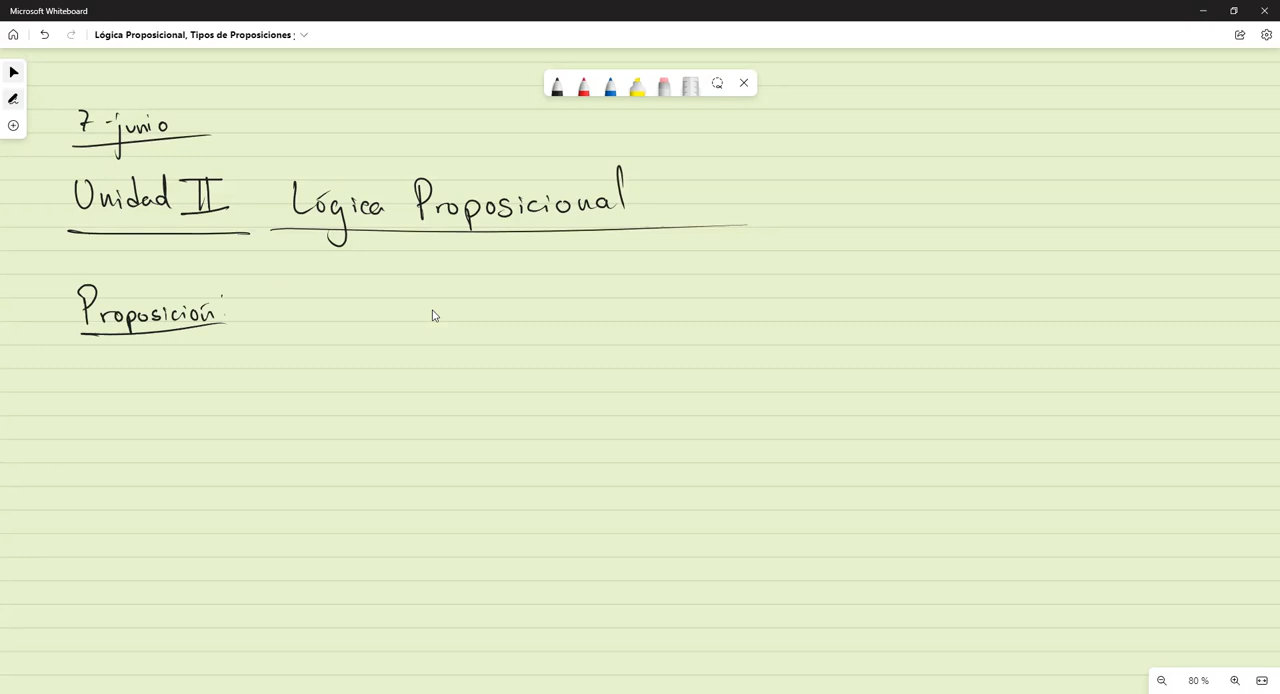 Microsoft Whiteboard
Lógica Proposicional, Tipos de Proposiciones ;
7 - junio
Unidad II Lógica Proposicional
Proposición:
80 %